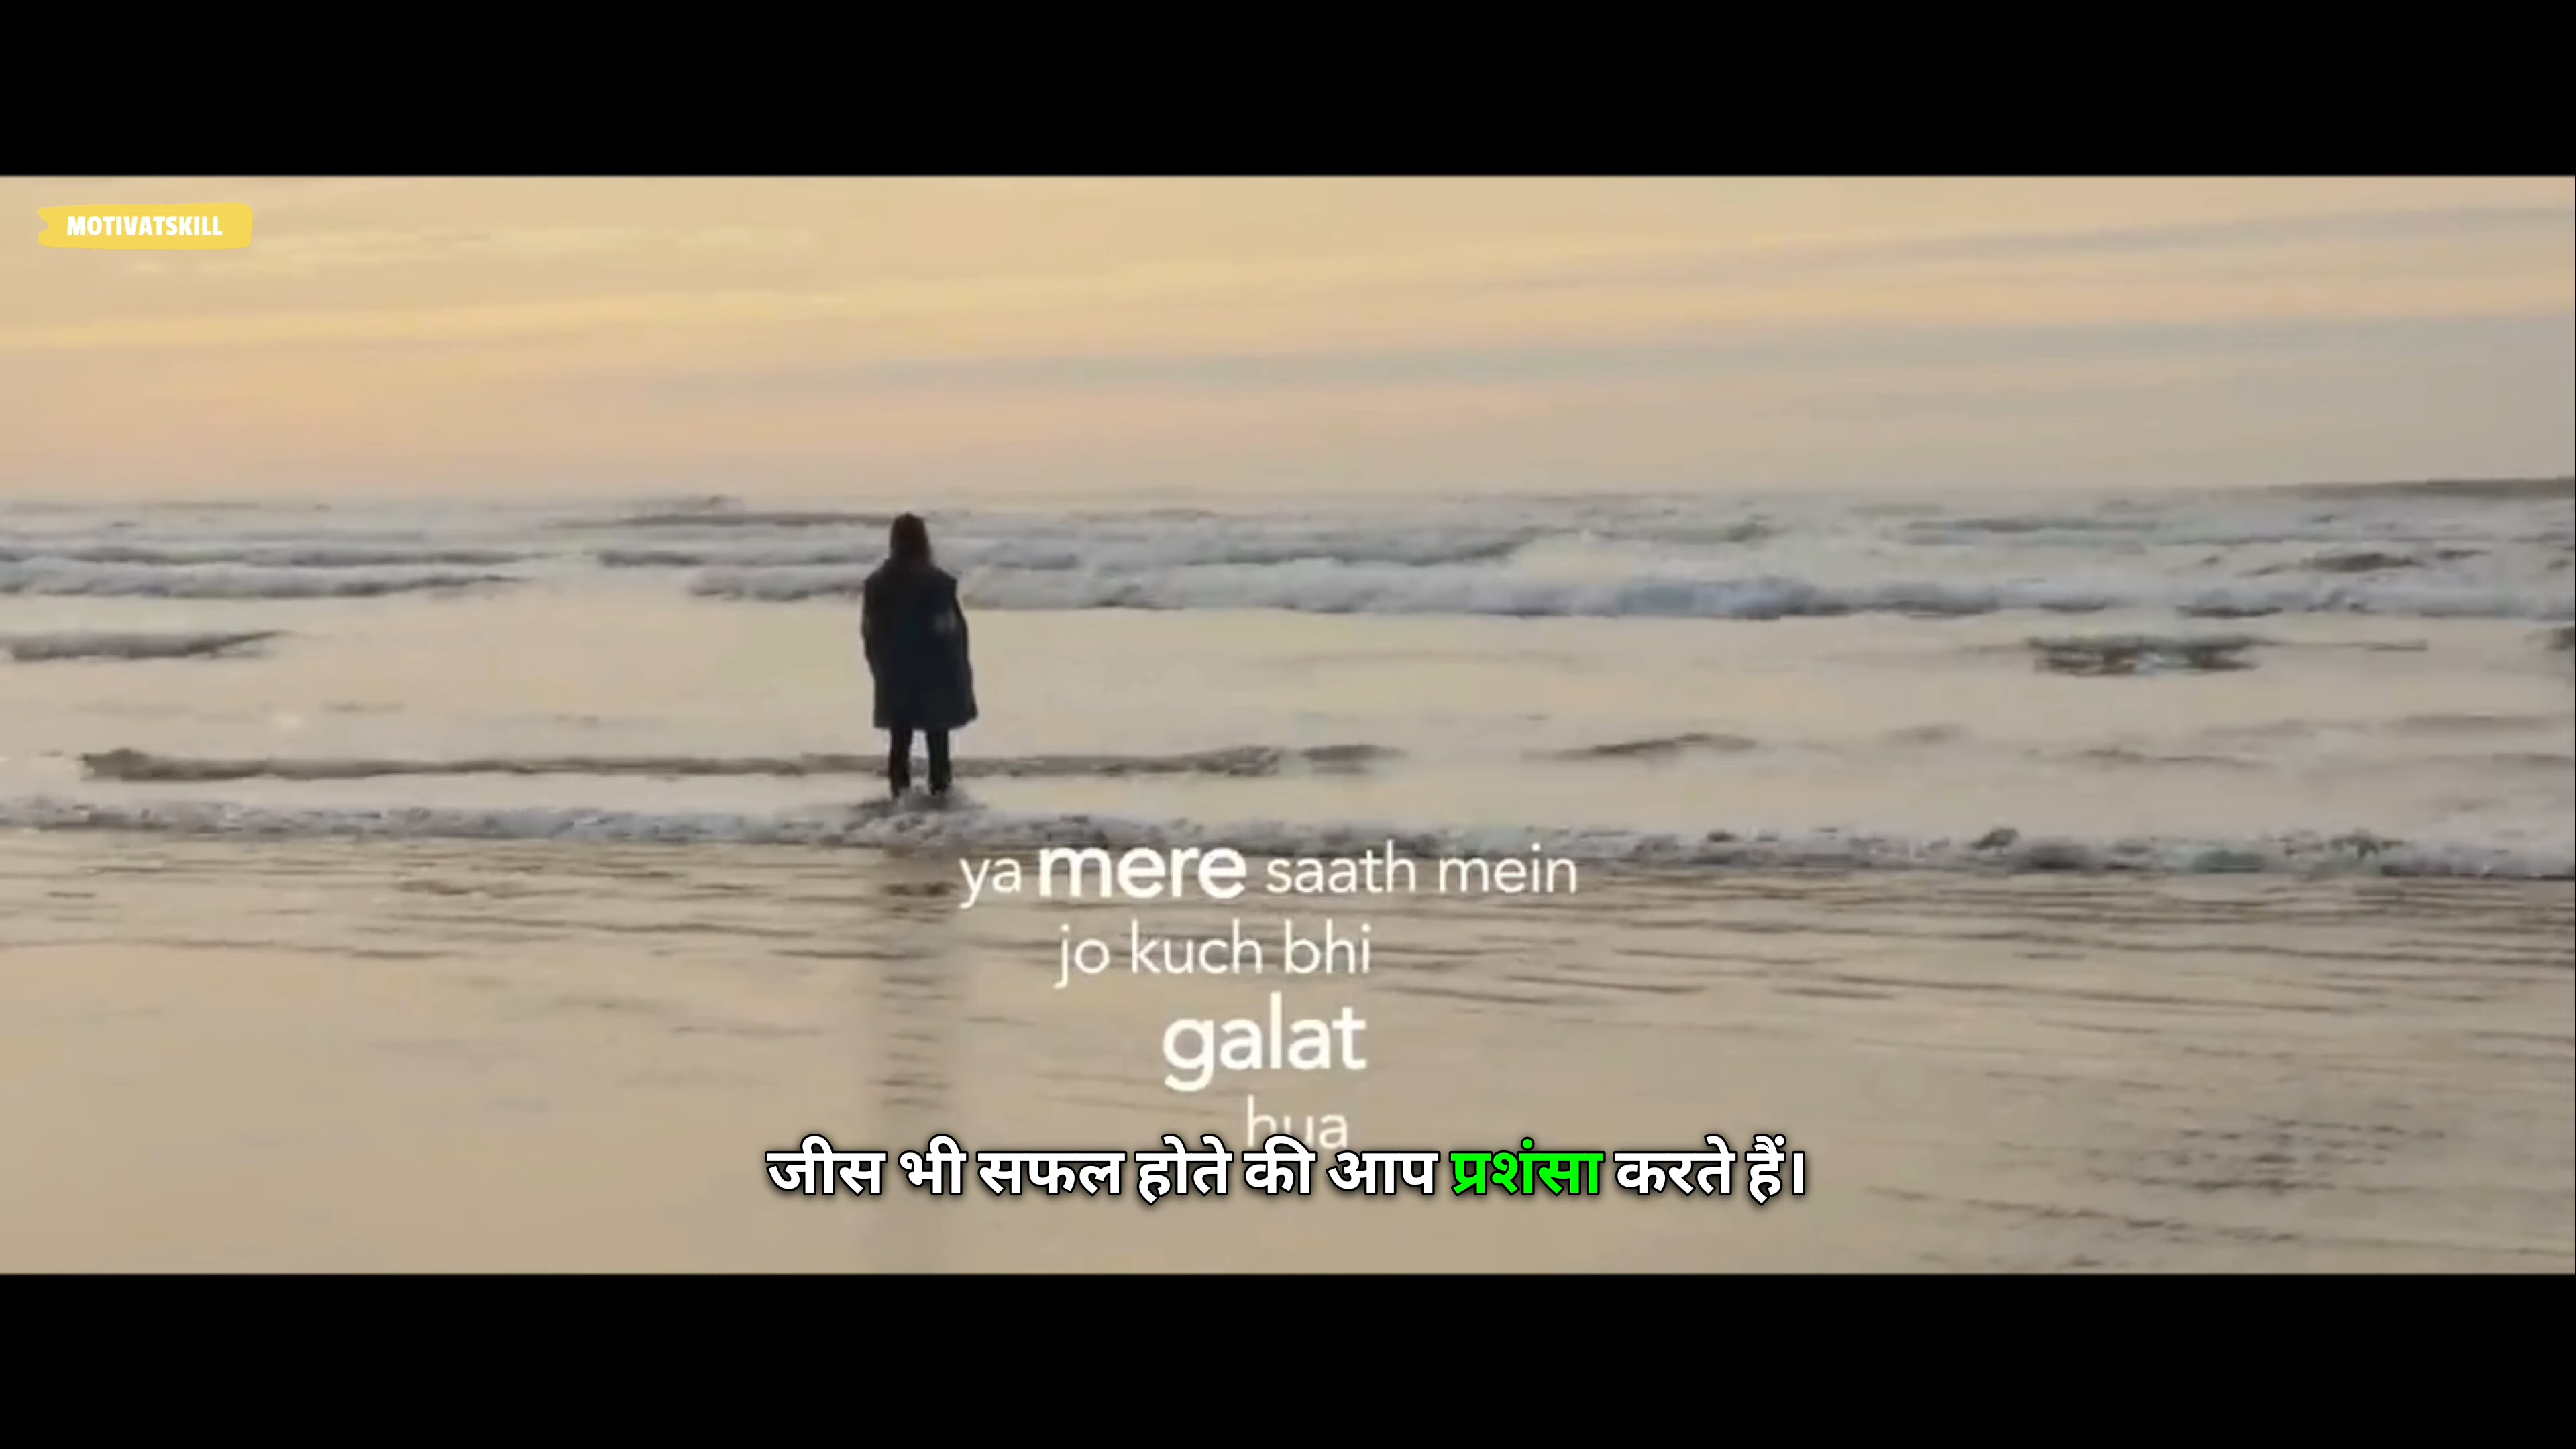 MOTIVATSKILL
ya mere saath mein
jo kuch bhi
galat
hua
जीस भी सफल होते की आप प्रशंसा करते हैं।